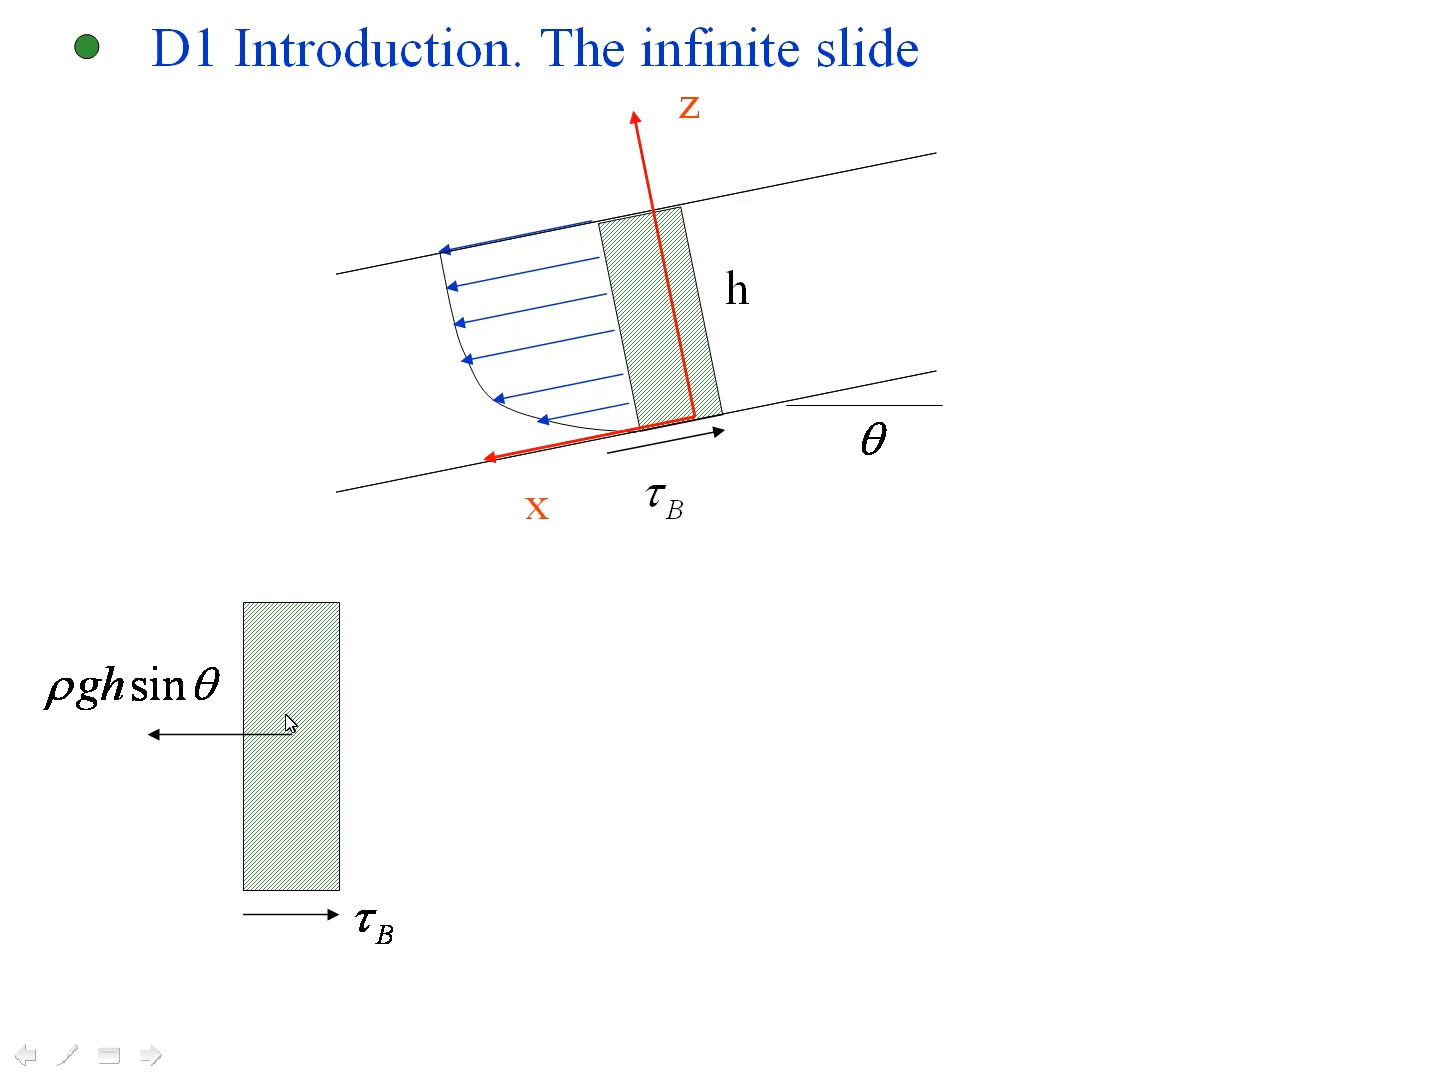 D1 Introduction. The infinite slide
z
h
θ
x
τ_B
ρgh sin θ
τ_B